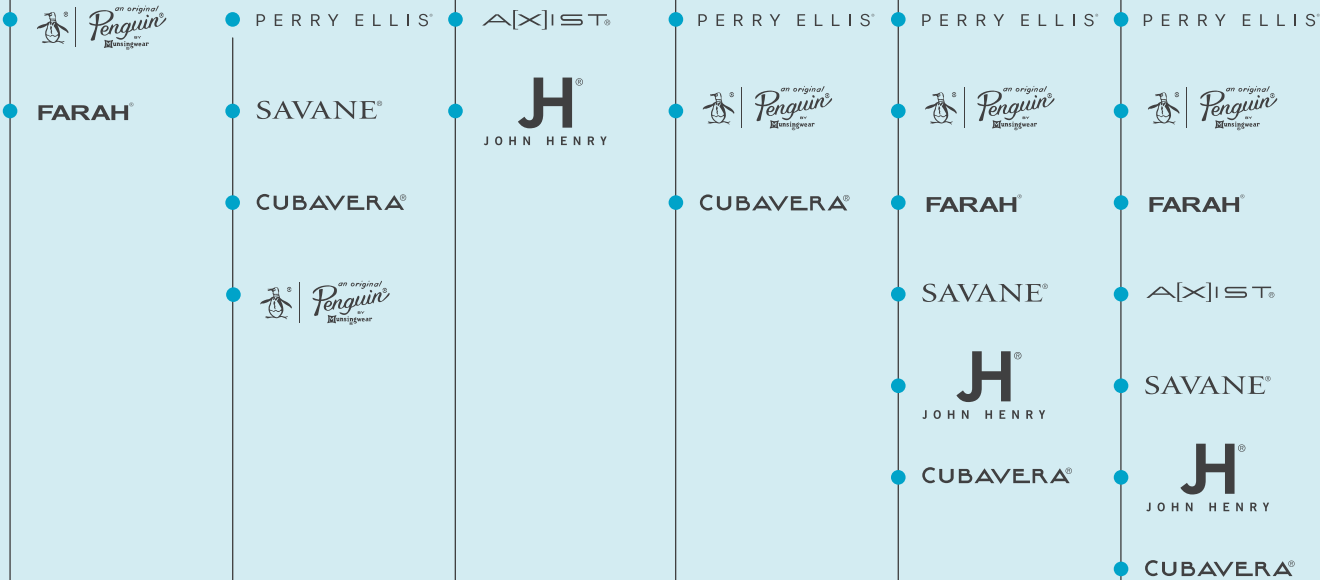 an original
Penguin®
BY
Munsingwear
FARAH®
PERRY ELLIS®
SAVANE®
CUBAVERA®
an original
Penguin®
BY
Munsingwear
A[X]IST®
JH®
JOHN HENRY
PERRY ELLIS®
an original
Penguin®
BY
Munsingwear
CUBAVERA®
PERRY ELLIS®
an original
Penguin®
BY
Munsingwear
FARAH®
SAVANE®
JH®
JOHN HENRY
CUBAVERA®
PERRY ELLIS®
an original
Penguin®
BY
Munsingwear
FARAH®
A[X]IST®
SAVANE®
JH®
JOHN HENRY
CUBAVERA®